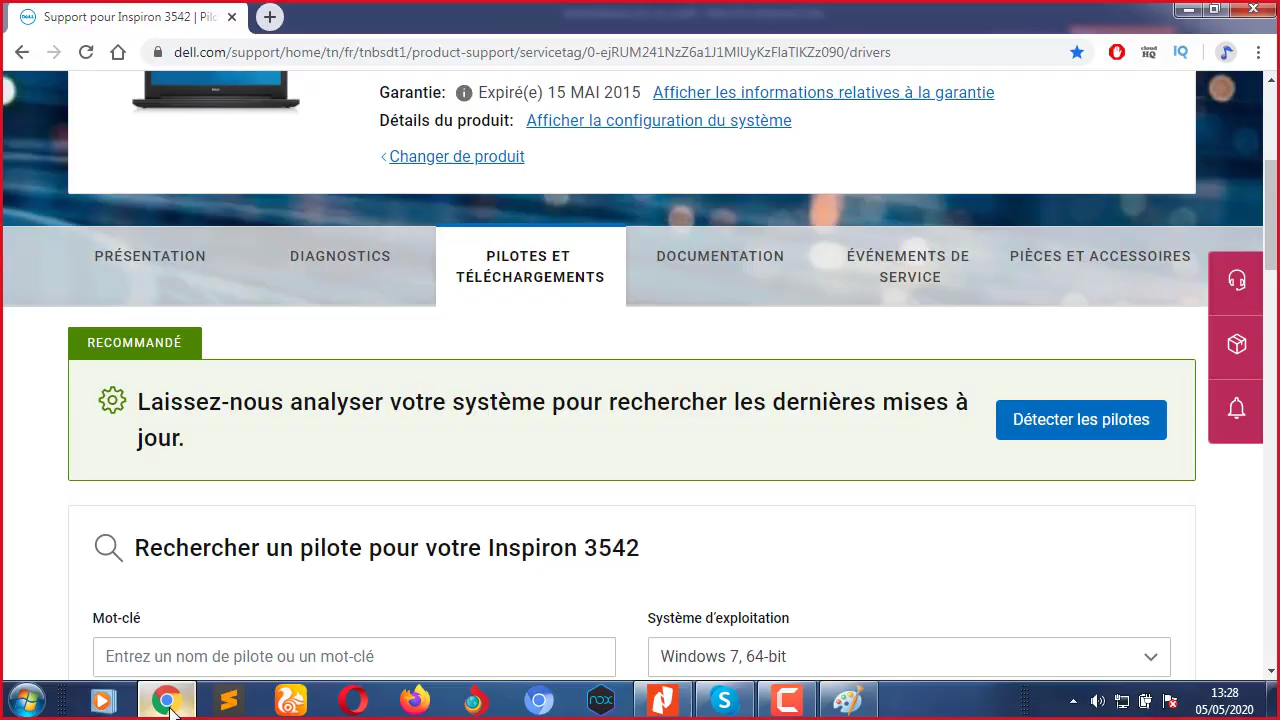 Support pour Inspiron 3542 | Pilo
dell.com/support/home/tn/fr/tnbsdt1/product-support/servicetag/0-ejRUM241NzZ6a1J1MlUyKzFlaTlKZz090/drivers
cloud HQ
IQ
Garantie: Expiré(e) 15 MAI 2015 Afficher les informations relatives à la garantie
Détails du produit: Afficher la configuration du système
Changer de produit
PRÉSENTATION
DIAGNOSTICS
PILOTES ET
TÉLÉCHARGEMENTS
DOCUMENTATION
ÉVÉNEMENTS DE
SERVICE
PIÈCES ET ACCESSOIRES
RECOMMANDÉ
Laissez-nous analyser votre système pour rechercher les dernières mises à
jour.
Détecter les pilotes
Rechercher un pilote pour votre Inspiron 3542
Mot-clé
Système d'exploitation
Entrez un nom de pilote ou un mot-clé
Windows 7, 64-bit
nox
13:28
05/05/2020